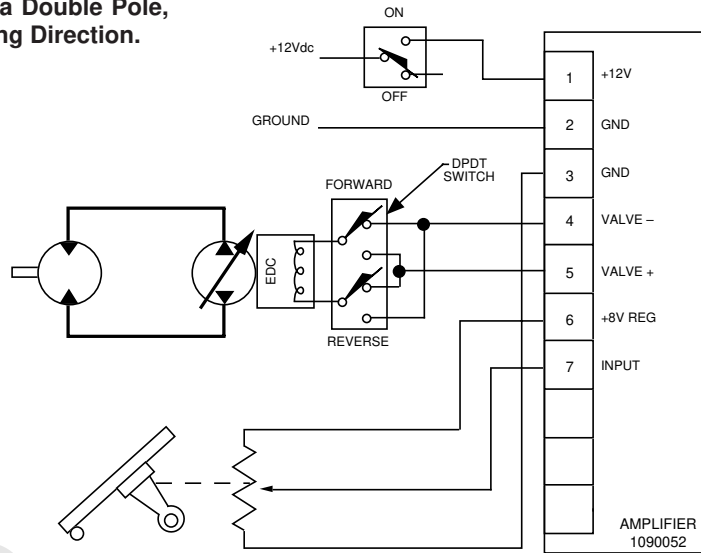 a Double Pole,
ng Direction.
ON
+12Vdc
OFF
GROUND
DPDT
SWITCH
FORWARD
EDC
REVERSE
1 +12V
2 GND
3 GND
4 VALVE –
5 VALVE +
6 +8V REG
7 INPUT
AMPLIFIER
1090052